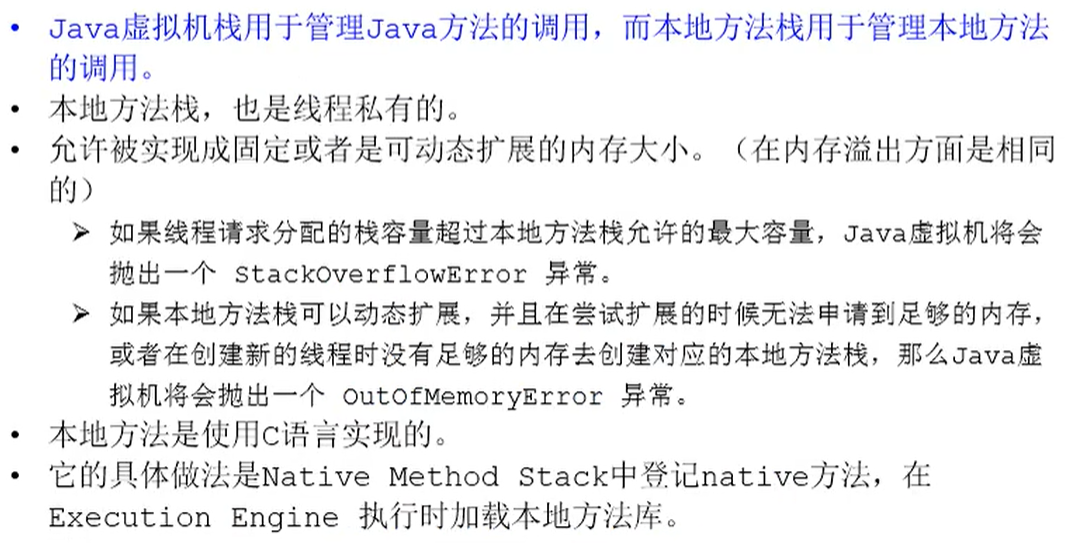 • Java虚拟机栈用于管理Java方法的调用，而本地方法栈用于管理本地方法
的调用。
• 本地方法栈，也是线程私有的。
• 允许被实现成固定或者是可动态扩展的内存大小。（在内存溢出方面是相同
的）
➢ 如果线程请求分配的栈容量超过本地方法栈允许的最大容量，Java虚拟机将会
抛出一个 StackOverflowError 异常。
➢ 如果本地方法栈可以动态扩展，并且在尝试扩展的时候无法申请到足够的内存，
或者在创建新的线程时没有足够的内存去创建对应的本地方法栈，那么Java虚
拟机将会抛出一个 OutOfMemoryError 异常。
• 本地方法是使用C语言实现的。
• 它的具体做法是Native Method Stack中登记native方法，在
Execution Engine 执行时加载本地方法库。